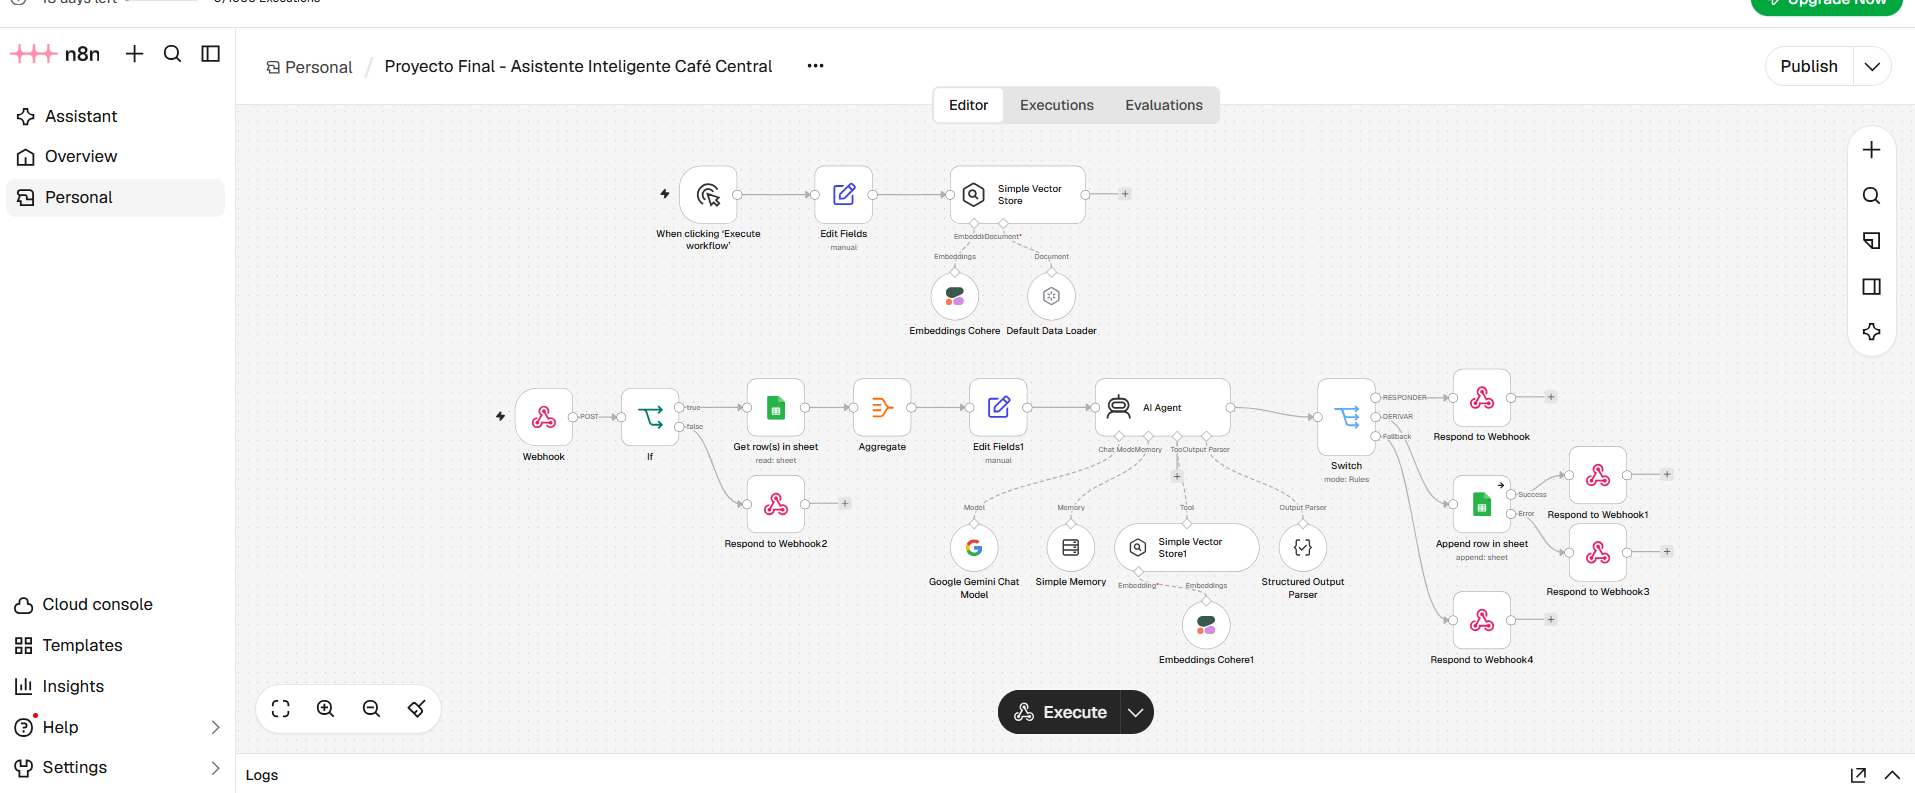 Upgrade Now
n8n
Personal / Proyecto Final - Asistente Inteligente Café Central
Publish
Editor
Executions
Evaluations
Assistant
Overview
Personal
When clicking ‘Execute
workflow’
Edit Fields
manual
Simple Vector
Store
Document*
Embeddings
Document
Embeddings Cohere
Default Data Loader
Webhook
POST
If
true
false
Get row(s) in sheet
read: sheet
Aggregate
Edit Fields1
manual
AI Agent
Chat Model
Memory
Output Parser
Switch
mode: Rules
RESPONDER
DERIVAR
Fallback
Respond to Webhook
Respond to Webhook2
Model
Memory
Tool
Output Parser
Google Gemini Chat
Model
Simple Memory
Simple Vector
Store1
Embedding*
Embeddings
Structured Output
Parser
Embeddings Cohere1
Append row in sheet
append: sheet
Success
Error
Respond to Webhook1
Respond to Webhook3
Respond to Webhook4
Cloud console
Templates
Insights
Help
Settings
Execute
Logs